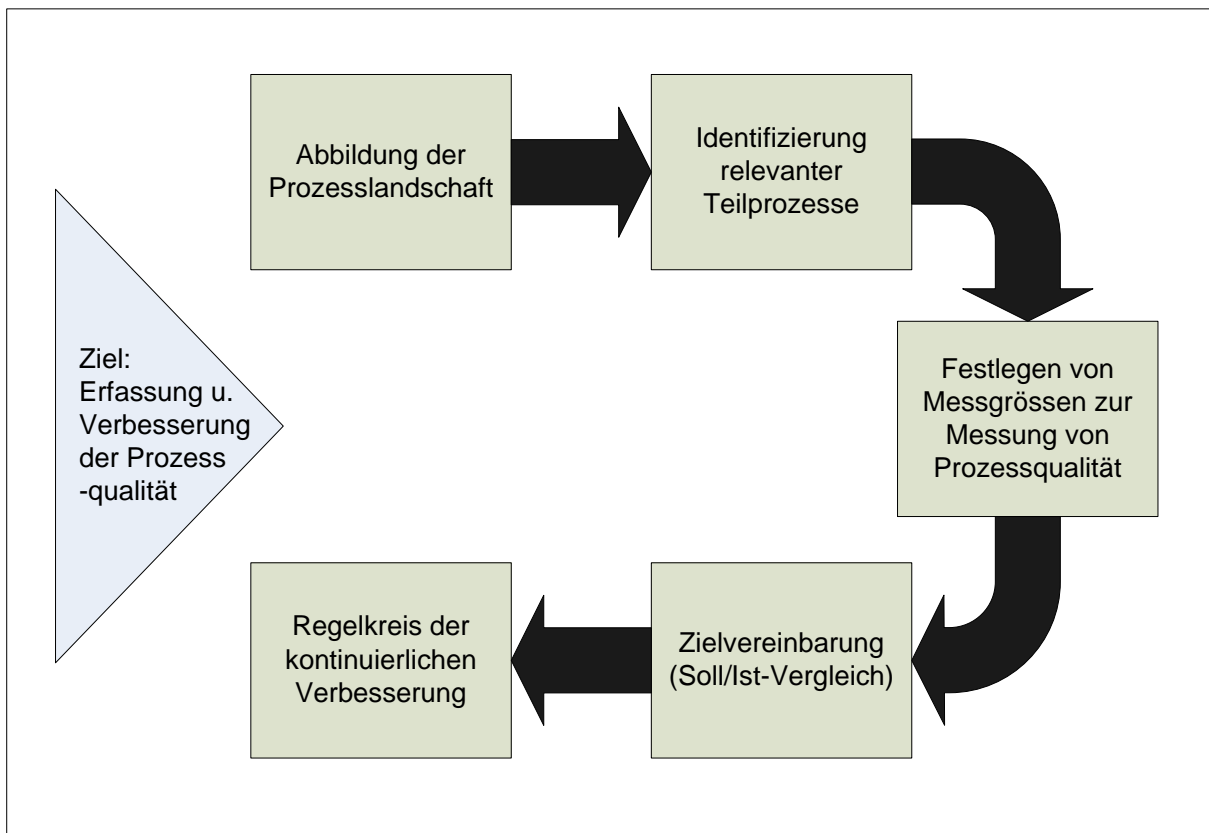 Ziel:
Erfassung u.
Verbesserung
der Prozess
-qualität
Abbildung der
Prozesslandschaft
Identifizierung
relevanter
Teilprozesse
Festlegen von
Messgrössen zur
Messung von
Prozessqualität
Zielvereinbarung
(Soll/Ist-Vergleich)
Regelkreis der
kontinuierlichen
Verbesserung